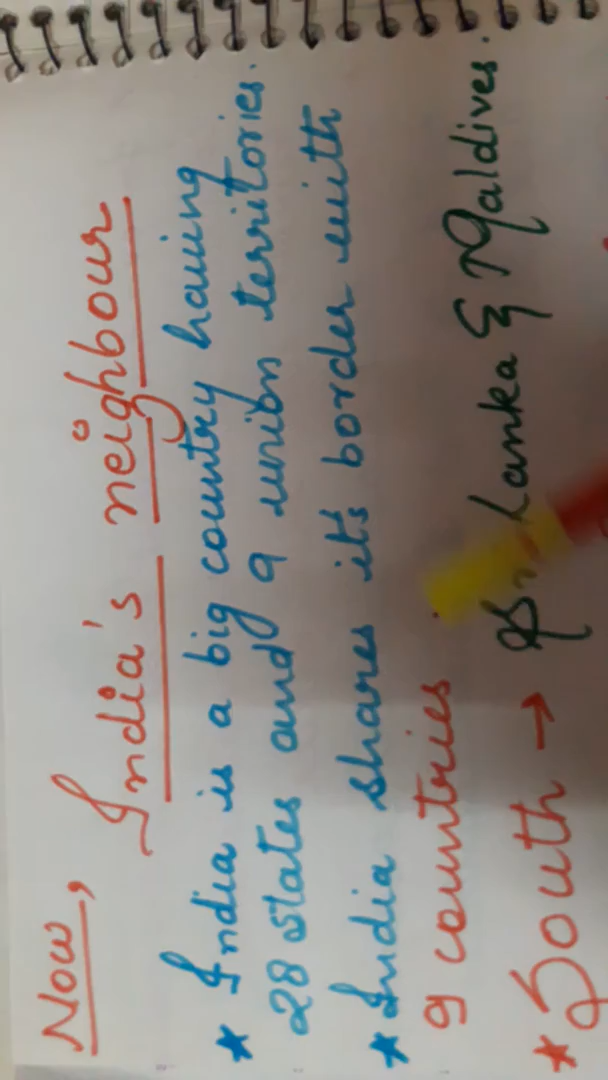 Now, India's neighbour
* India is a big country having
28 states and 9 union territories.
* India shares it's border with
9 countries.
* South → Sri Lanka & Maldives.